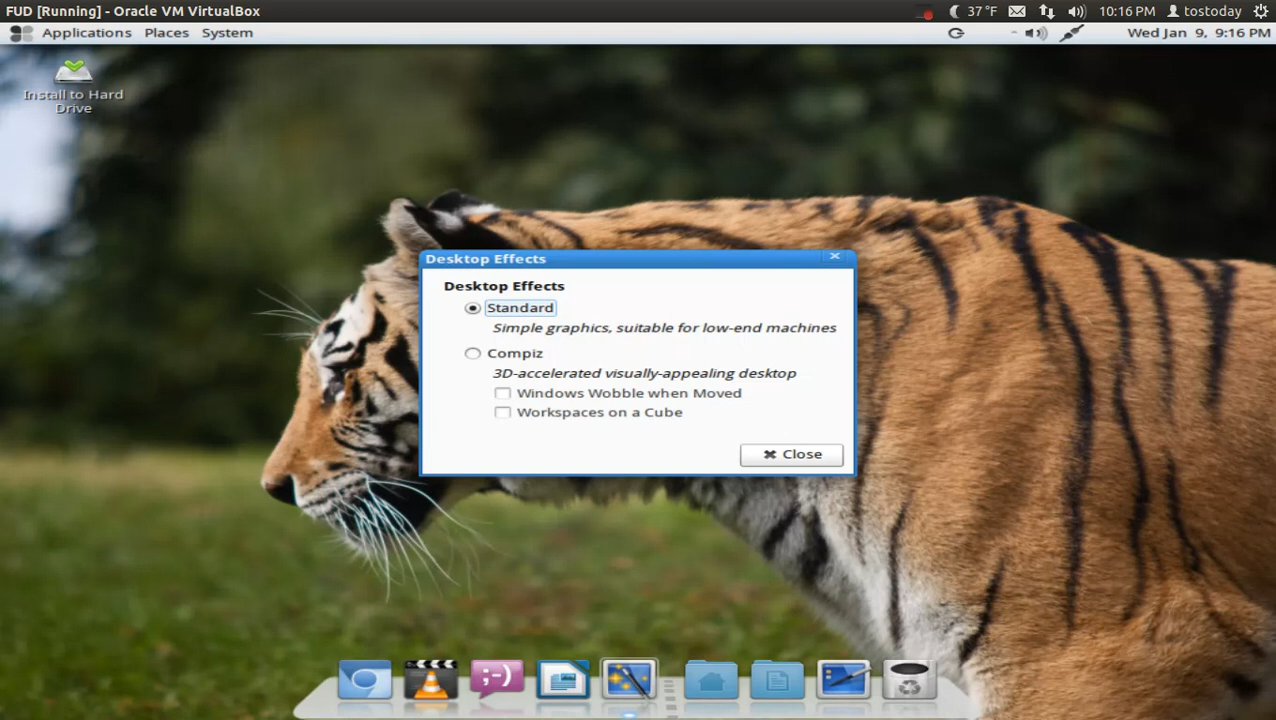 FUD [Running] - Oracle VM VirtualBox
37 °F
10:16 PM
tostoday
Applications
Places
System
Wed Jan 9, 9:16 PM
Install to Hard
Drive
Desktop Effects
Desktop Effects
Standard
Simple graphics, suitable for low-end machines
Compiz
3D-accelerated visually-appealing desktop
Windows Wobble when Moved
Workspaces on a Cube
Close
;-)